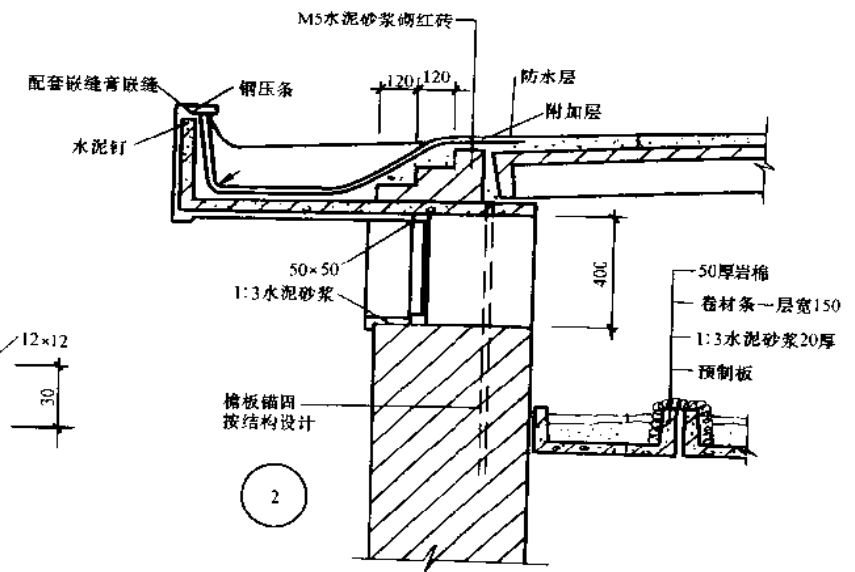 M5水泥砂浆砌红砖
120
120
防水层
配套嵌缝膏嵌缝
钢压条
附加层
水泥钉
50×50
1:3水泥砂浆
400
50厚岩棉
卷材条一层宽150
1:3水泥砂浆20厚
预制板
12×12
30
檐板锚固
按结构设计
2